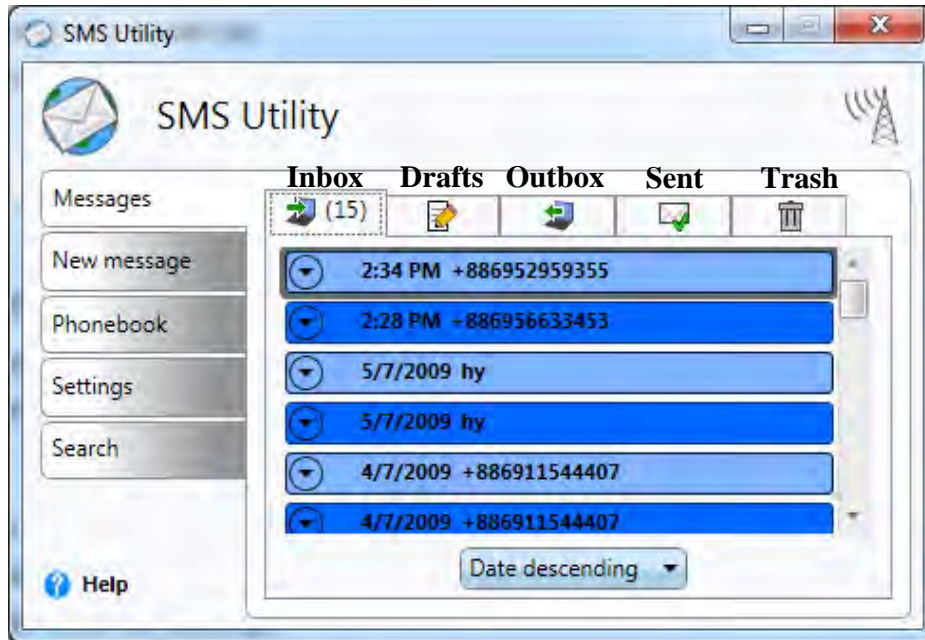 SMS Utility
SMS Utility
Inbox Drafts Outbox Sent Trash
(15)
Messages
New message
Phonebook
Settings
Search
2:34 PM +886952959355
2:28 PM +886956633453
5/7/2009 hy
5/7/2009 hy
4/7/2009 +886911544407
4/7/2009 +886911544407
Date descending
Help